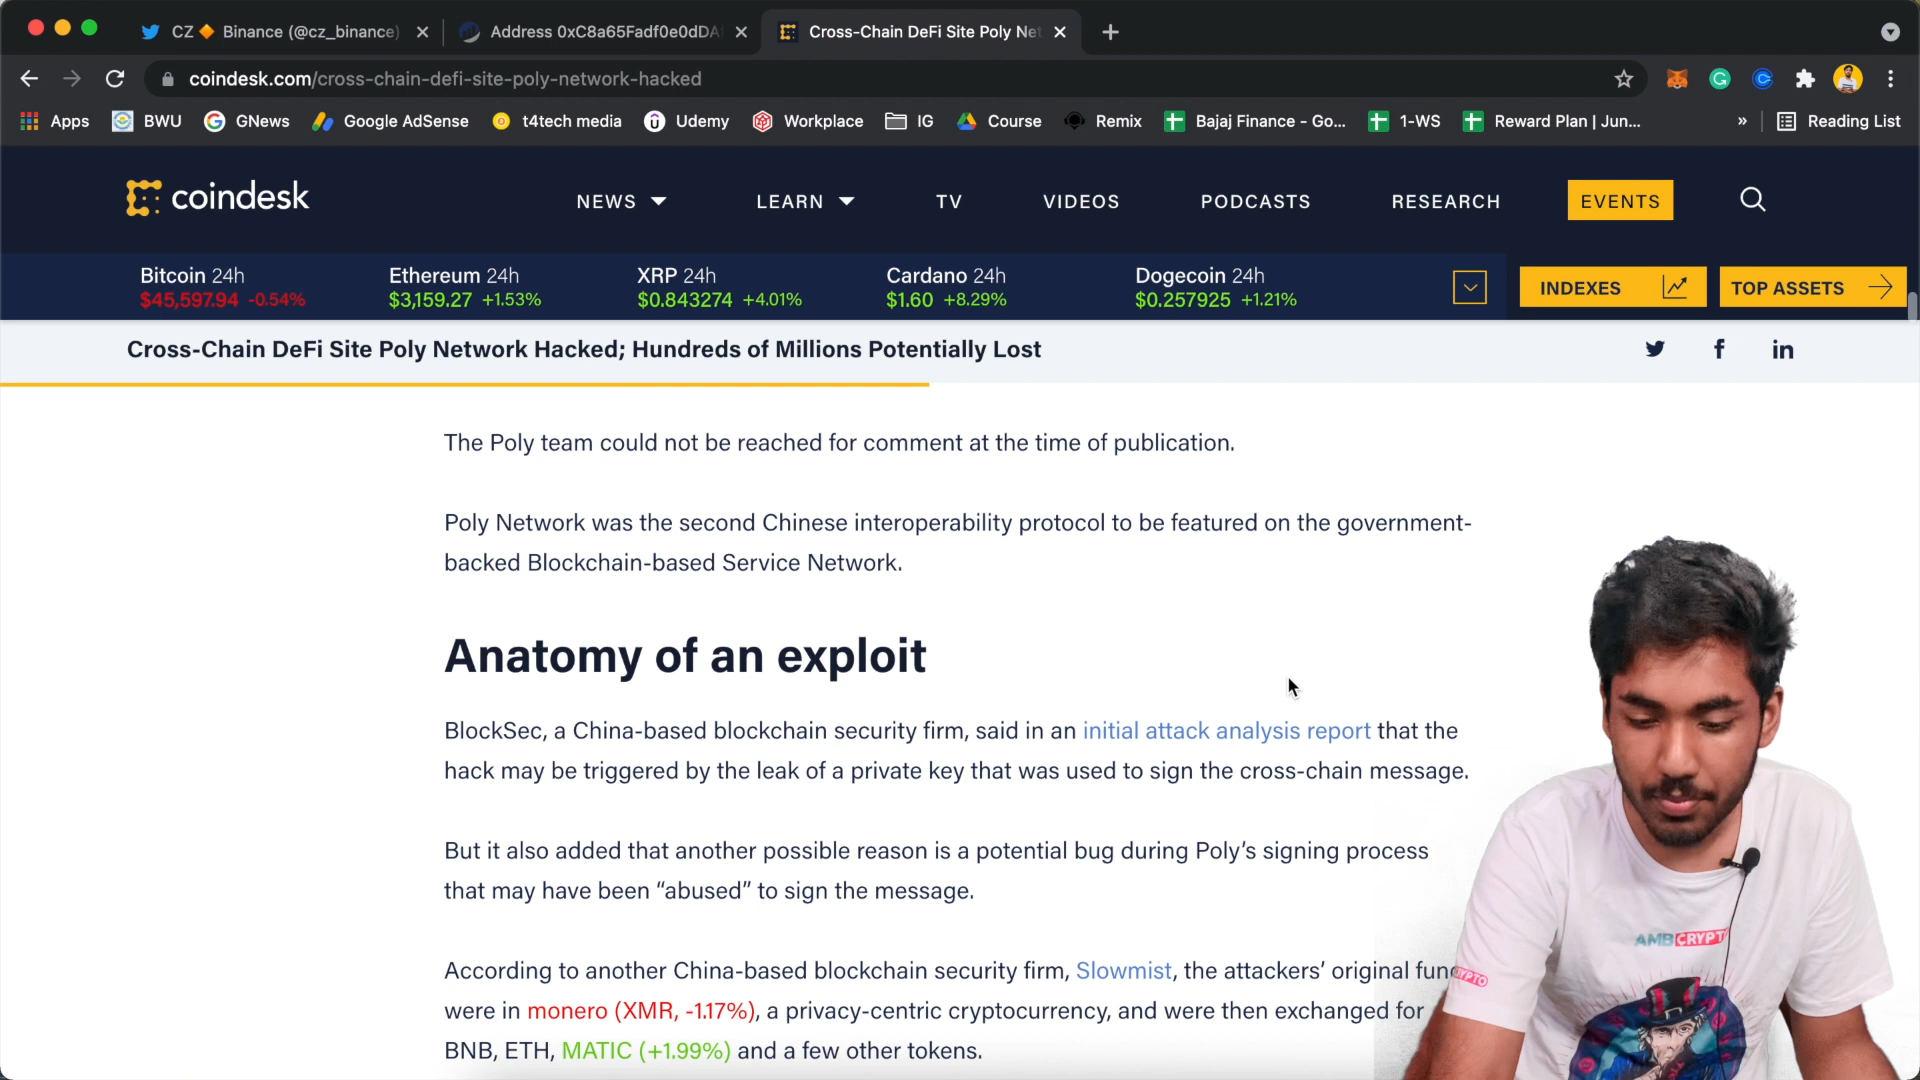 CZ 🔶 Binance (@cz_binance)
Address 0xC8a65Fadf0e0dDA
Cross-Chain DeFi Site Poly Net
coindesk.com/cross-chain-defi-site-poly-network-hacked
Apps BWU GNews Google AdSense t4tech media Udemy Workplace IG Course Remix Bajaj Finance - Go... 1-WS Reward Plan | Jun... » Reading List
coindesk NEWS LEARN TV VIDEOS PODCASTS RESEARCH EVENTS
Bitcoin 24h Ethereum 24h XRP 24h Cardano 24h Dogecoin 24h
$45,597.94 -0.54% $3,159.27 +1.53% $0.843274 +4.01% $1.60 +8.29% $0.257925 +1.21%
INDEXES TOP ASSETS
Cross-Chain DeFi Site Poly Network Hacked; Hundreds of Millions Potentially Lost
The Poly team could not be reached for comment at the time of publication.
Poly Network was the second Chinese interoperability protocol to be featured on the government-
backed Blockchain-based Service Network.
Anatomy of an exploit
BlockSec, a China-based blockchain security firm, said in an initial attack analysis report that the
hack may be triggered by the leak of a private key that was used to sign the cross-chain message.
But it also added that another possible reason is a potential bug during Poly's signing process
that may have been “abused” to sign the message.
According to another China-based blockchain security firm, Slowmist, the attackers' original
were in monero (XMR, -1.17%), a privacy-centric cryptocurrency, and were then exchanged for
BNB, ETH, MATIC (+1.99%) and a few other tokens.
AMBCRYPT